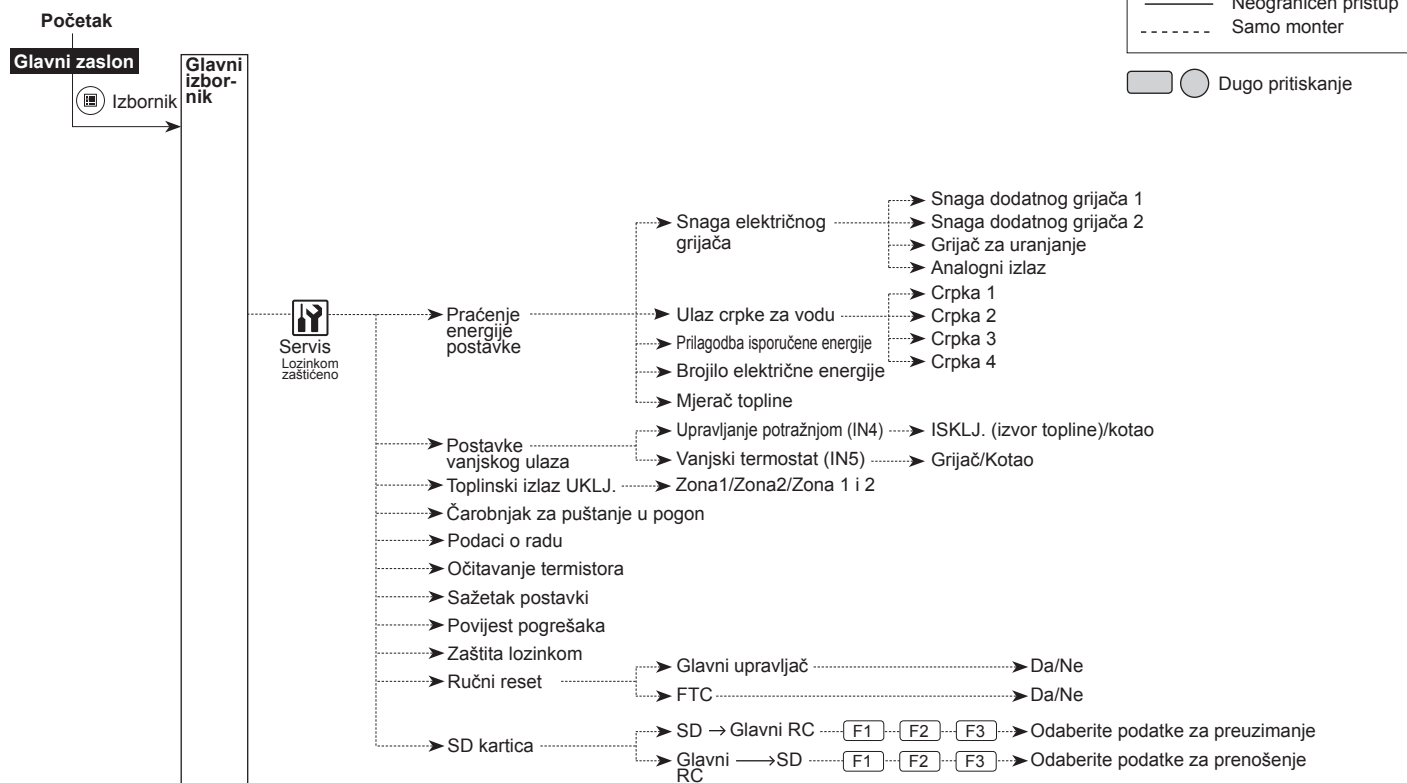 Neograničen pristup
Samo monter
Dugo pritiskanje
Početak
Glavni zaslon
Izbornik
Glavni
izbor-
nik
Servis
Lozinkom
zaštićeno
Praćenje
energije
postavke
Snaga električnog
grijača
Snaga dodatnog grijača 1
Snaga dodatnog grijača 2
Grijač za uranjanje
Analogni izlaz
Ulaz crpke za vodu
Crpka 1
Crpka 2
Crpka 3
Crpka 4
Prilagodba isporučene energije
Brojilo električne energije
Mjerač topline
Postavke
vanjskog ulaza
Upravljanje potražnjom (IN4)
ISKLJ. (izvor topline)/kotao
Vanjski termostat (IN5)
Grijač/Kotao
Toplinski izlaz UKLJ.
Zona1/Zona2/Zona 1 i 2
Čarobnjak za puštanje u pogon
Podaci o radu
Očitavanje termistora
Sažetak postavki
Povijest pogrešaka
Zaštita lozinkom
Ručni reset
Glavni upravljač
Da/Ne
FTC
Da/Ne
SD kartica
SD → Glavni RC F1 F2 F3 Odaberite podatke za preuzimanje
Glavni → SD F1 F2 F3 Odaberite podatke za prenošenje
RC